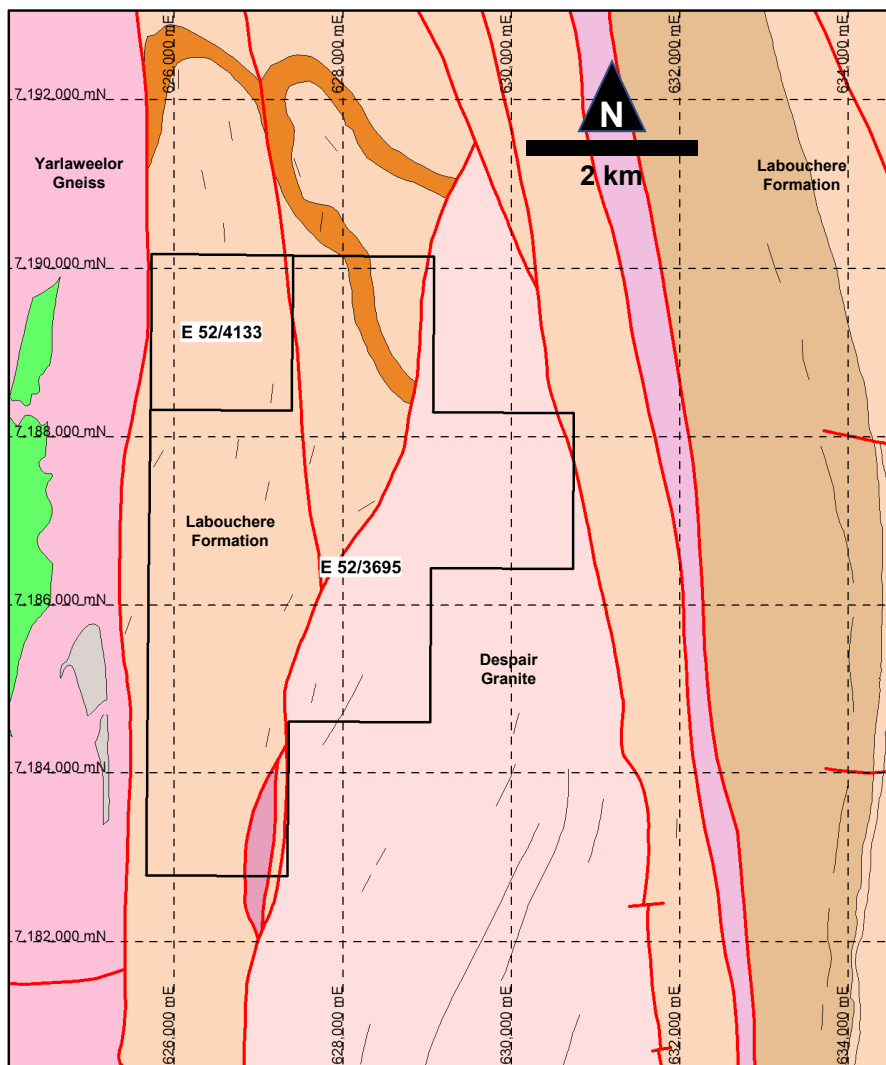 626,000 mE
628,000 mE
630,000 mE
632,000 mE
634,000 mE
7,192,000 mN
N
2 km
Yarlaweelor
Gneiss
Labouchere
Formation
7,190,000 mN
E 52/4133
7,188,000 mN
Labouchere
Formation
E 52/3695
7,186,000 mN
Despair
Granite
7,184,000 mN
7,182,000 mN
626,000 mE
628,000 mE
630,000 mE
632,000 mE
634,000 mE